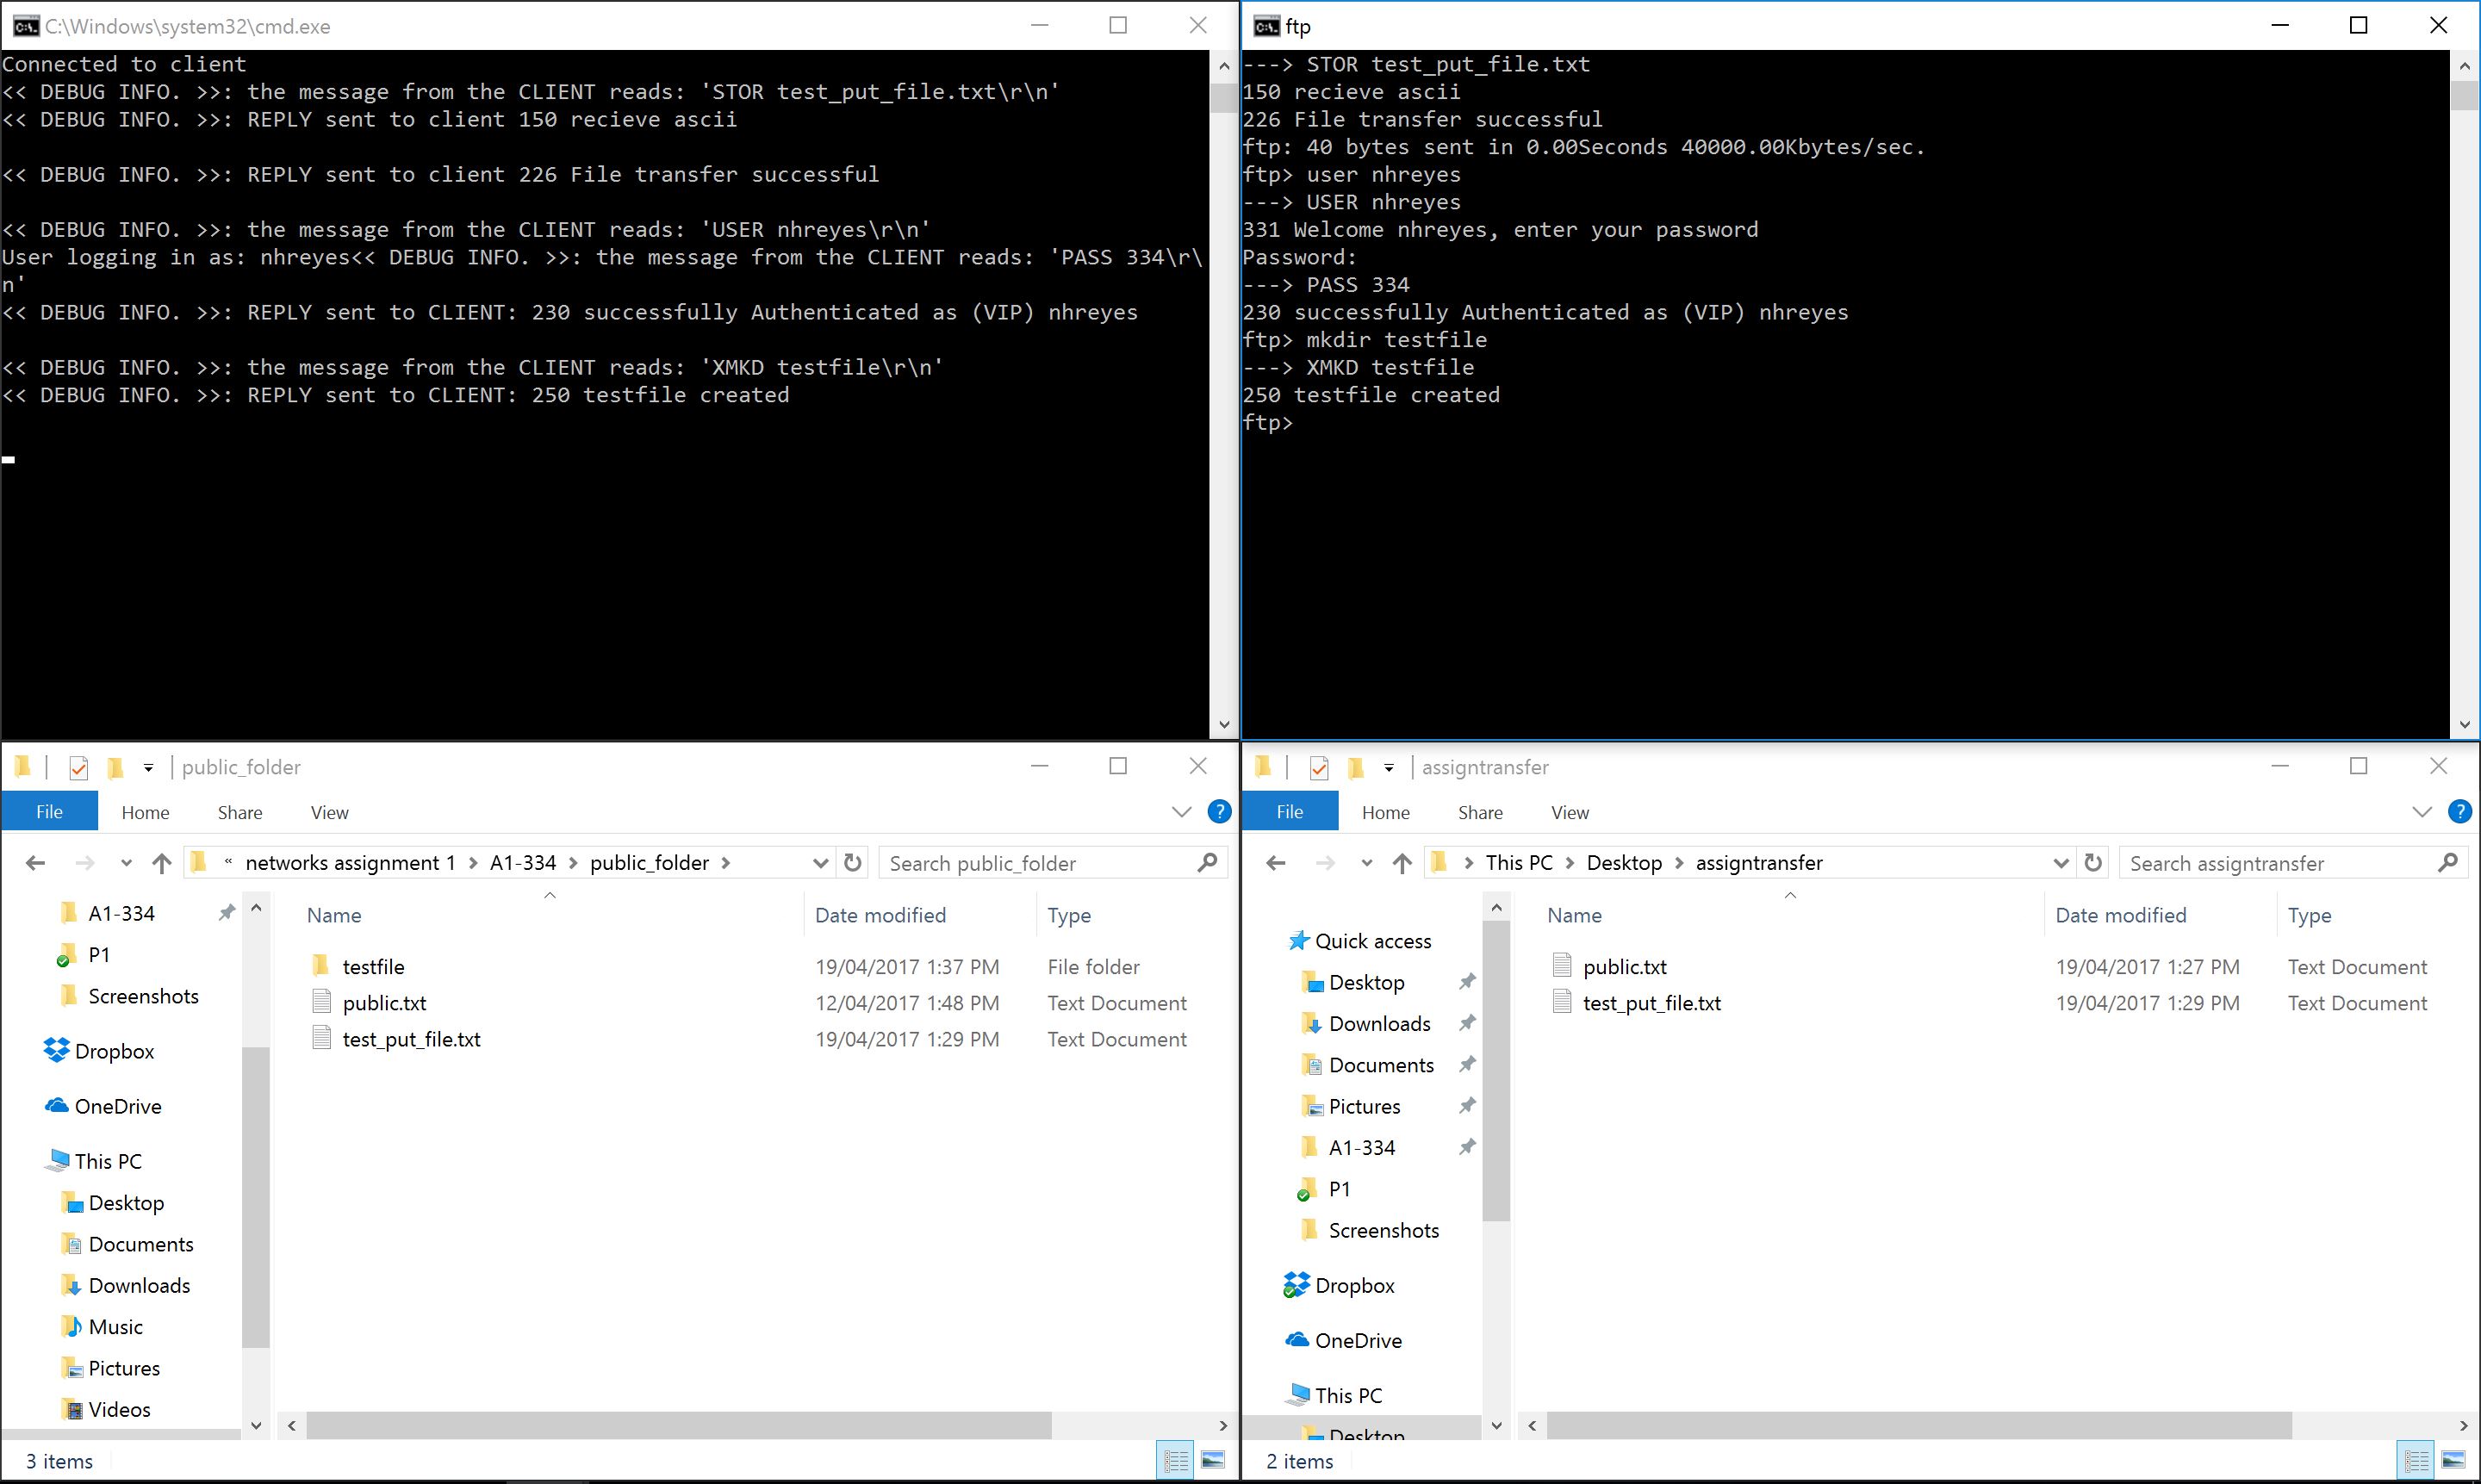 C:\Windows\system32\cmd.exe
Connected to client
<< DEBUG INFO. >>: the message from the CLIENT reads: 'STOR test_put_file.txt\r\n'
<< DEBUG INFO. >>: REPLY sent to client 150 recieve ascii
<< DEBUG INFO. >>: REPLY sent to client 226 File transfer successful
<< DEBUG INFO. >>: the message from the CLIENT reads: 'USER nhreyes\r\n'
User logging in as: nhreyes<< DEBUG INFO. >>: the message from the CLIENT reads: 'PASS 334\r\
n'
<< DEBUG INFO. >>: REPLY sent to CLIENT: 230 successfully Authenticated as (VIP) nhreyes
<< DEBUG INFO. >>: the message from the CLIENT reads: 'XMKD testfile\r\n'
<< DEBUG INFO. >>: REPLY sent to CLIENT: 250 testfile created
ftp
---> STOR test_put_file.txt
150 recieve ascii
226 File transfer successful
ftp: 40 bytes sent in 0.00Seconds 40000.00Kbytes/sec.
ftp> user nhreyes
---> USER nhreyes
331 Welcome nhreyes, enter your password
Password:
---> PASS 334
230 successfully Authenticated as (VIP) nhreyes
ftp> mkdir testfile
---> XMKD testfile
250 testfile created
ftp>
public_folder
File Home Share View
« networks assignment 1 > A1-334 > public_folder >
Search public_folder
A1-334
P1
Screenshots
Dropbox
OneDrive
This PC
Desktop
Documents
Downloads
Music
Pictures
Videos
Name Date modified Type
testfile 19/04/2017 1:37 PM File folder
public.txt 12/04/2017 1:48 PM Text Document
test_put_file.txt 19/04/2017 1:29 PM Text Document
3 items
assigntransfer
File Home Share View
> This PC > Desktop > assigntransfer
Search assigntransfer
Quick access
Desktop
Downloads
Documents
Pictures
A1-334
P1
Screenshots
Dropbox
OneDrive
This PC
Desktop
Name Date modified Type
public.txt 19/04/2017 1:27 PM Text Document
test_put_file.txt 19/04/2017 1:29 PM Text Document
2 items